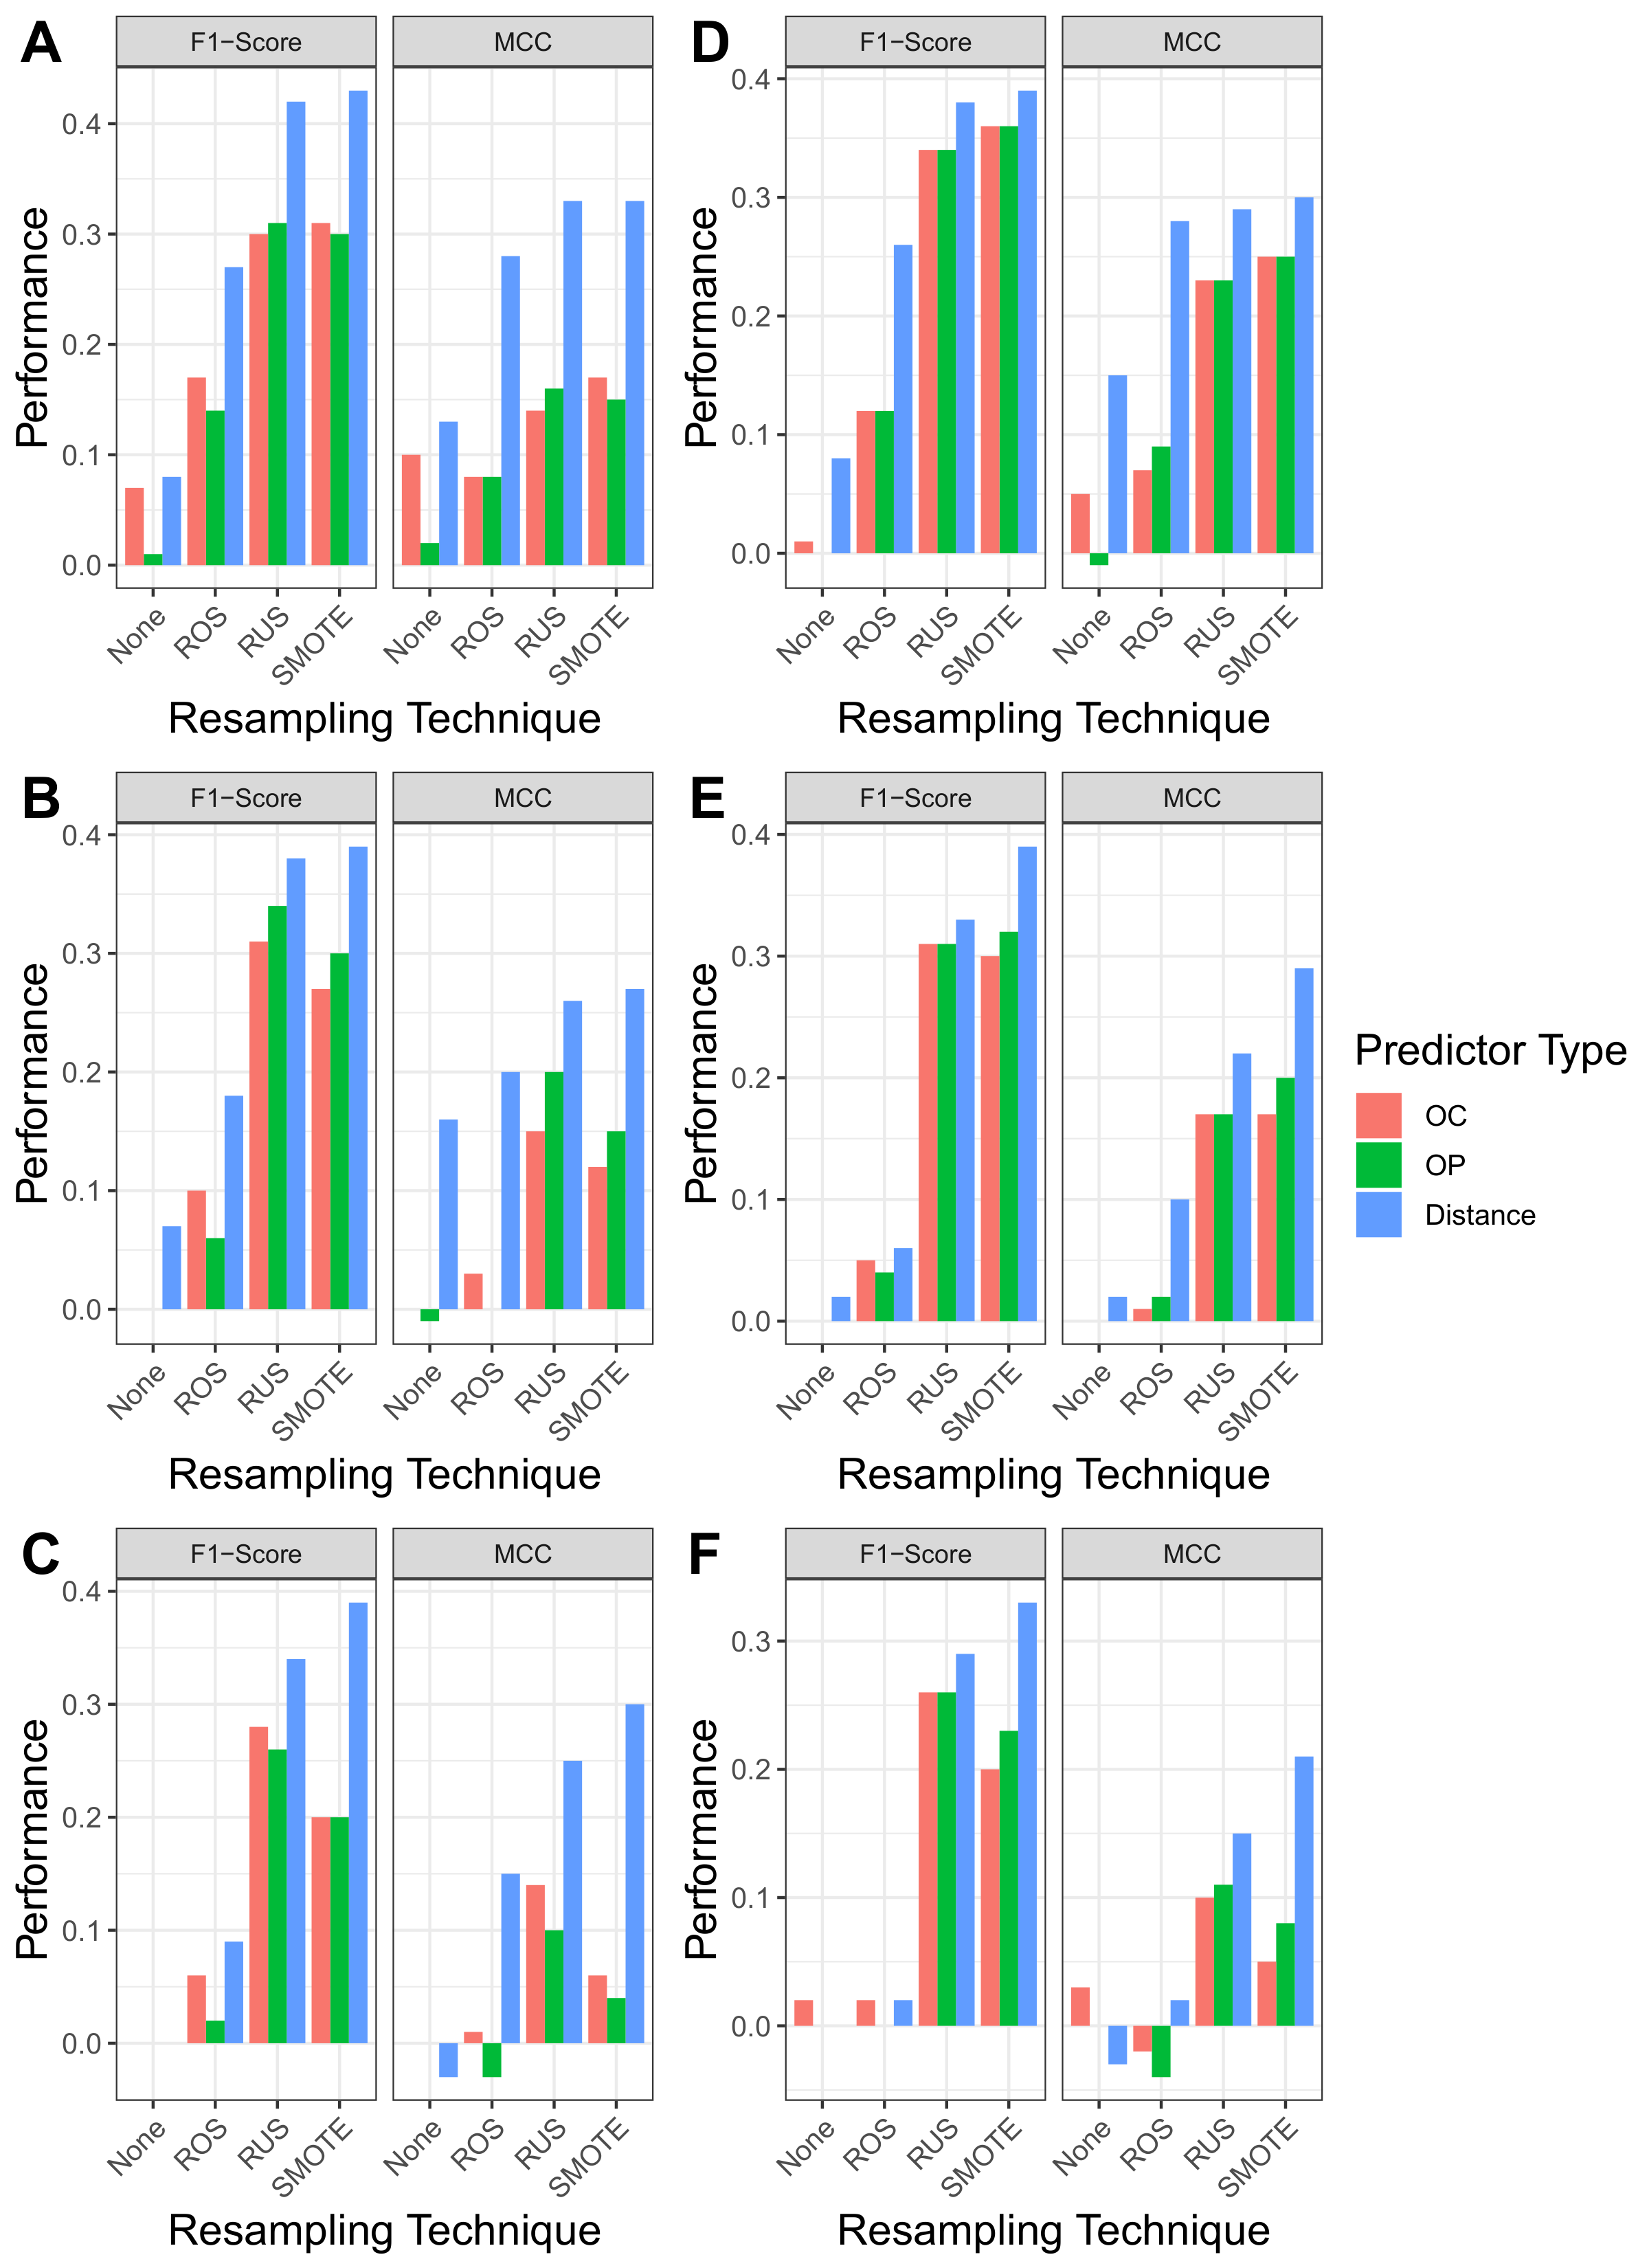 A
F1−Score
MCC
Performance
0.4
0.3
0.2
0.1
0.0
None
ROS
RUS
SMOTE
None
ROS
RUS
SMOTE
Resampling Technique
D
F1−Score
MCC
Performance
0.4
0.3
0.2
0.1
0.0
None
ROS
RUS
SMOTE
None
ROS
RUS
SMOTE
Resampling Technique
B
F1−Score
MCC
Performance
0.4
0.3
0.2
0.1
0.0
None
ROS
RUS
SMOTE
None
ROS
RUS
SMOTE
Resampling Technique
E
F1−Score
MCC
Performance
0.4
0.3
0.2
0.1
0.0
None
ROS
RUS
SMOTE
None
ROS
RUS
SMOTE
Resampling Technique
Predictor Type
OC
OP
Distance
C
F1−Score
MCC
Performance
0.4
0.3
0.2
0.1
0.0
None
ROS
RUS
SMOTE
None
ROS
RUS
SMOTE
Resampling Technique
F
F1−Score
MCC
Performance
0.3
0.2
0.1
0.0
None
ROS
RUS
SMOTE
None
ROS
RUS
SMOTE
Resampling Technique